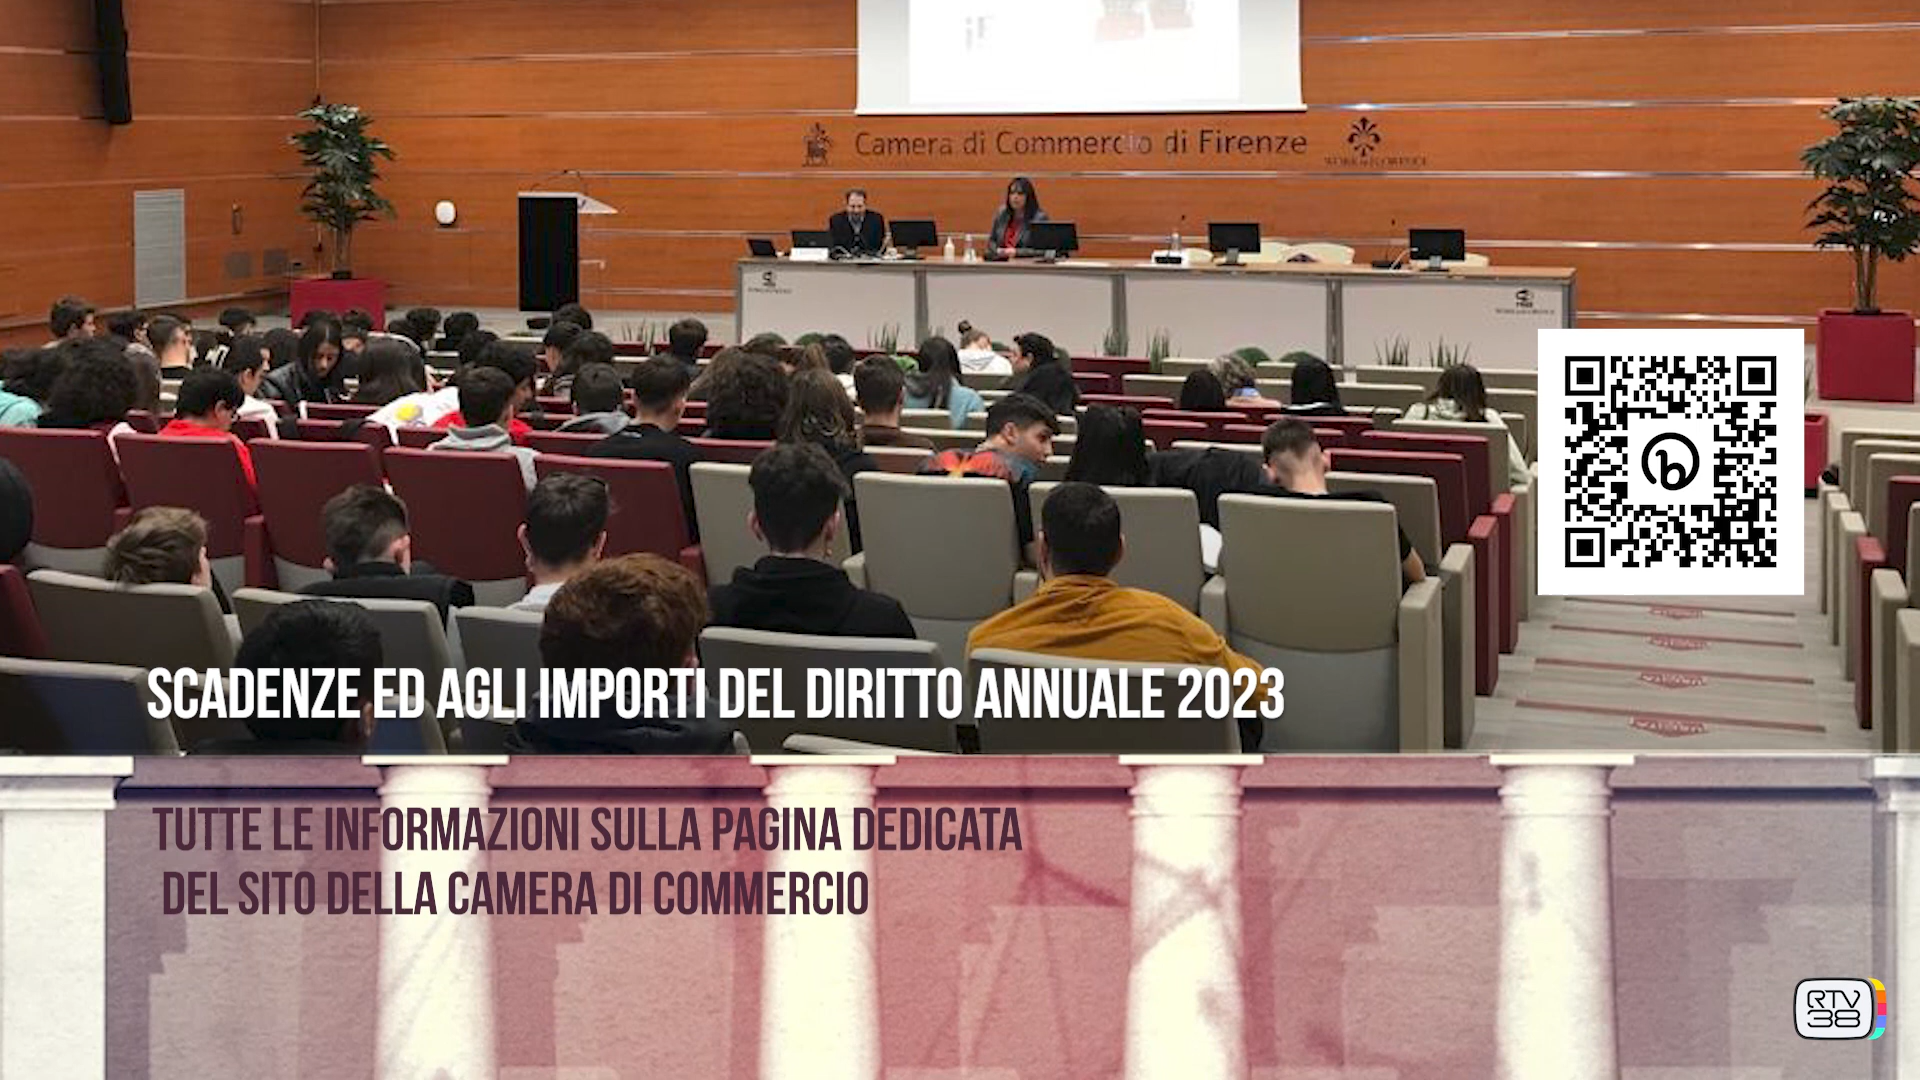 Camera di Commercio di Firenze
SCADENZE ED AGLI IMPORTI DEL DIRITTO ANNUALE 2023
TUTTE LE INFORMAZIONI SULLA PAGINA DEDICATA
DEL SITO DELLA CAMERA DI COMMERCIO
RTV
38